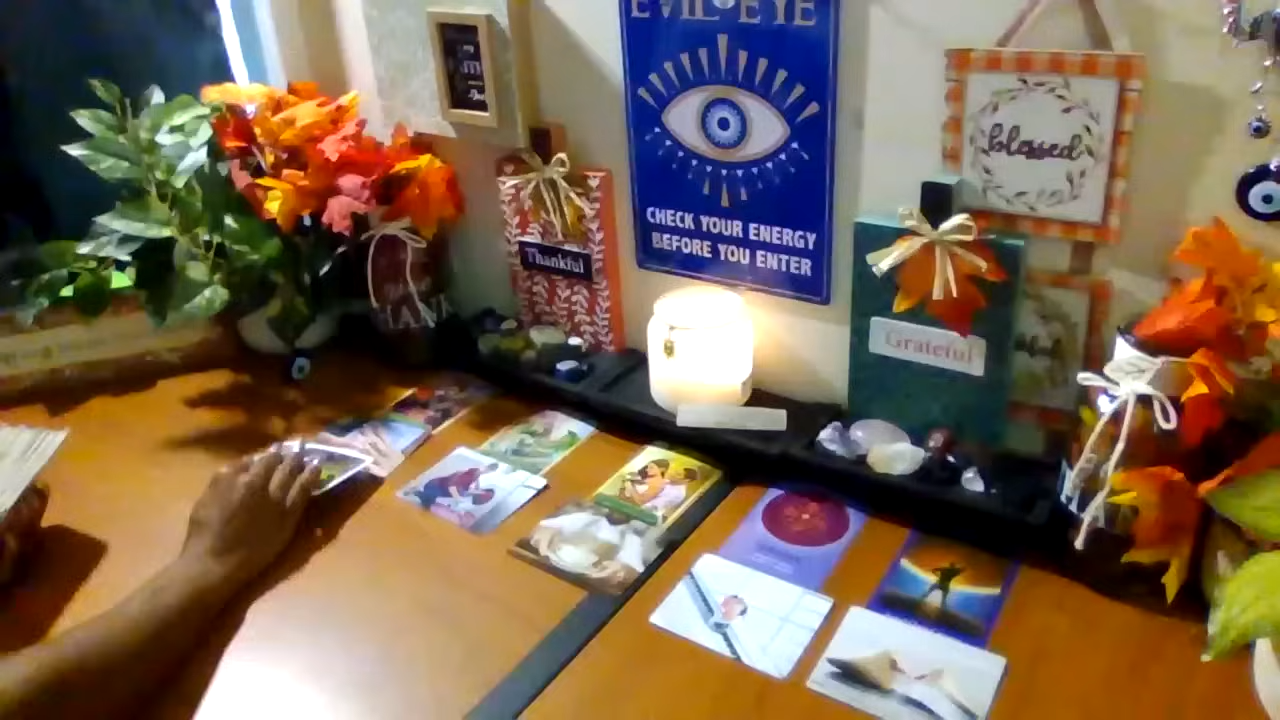 EVIL EYE
CHECK YOUR ENERGY
BEFORE YOU ENTER
Thankful
blessed
Grateful